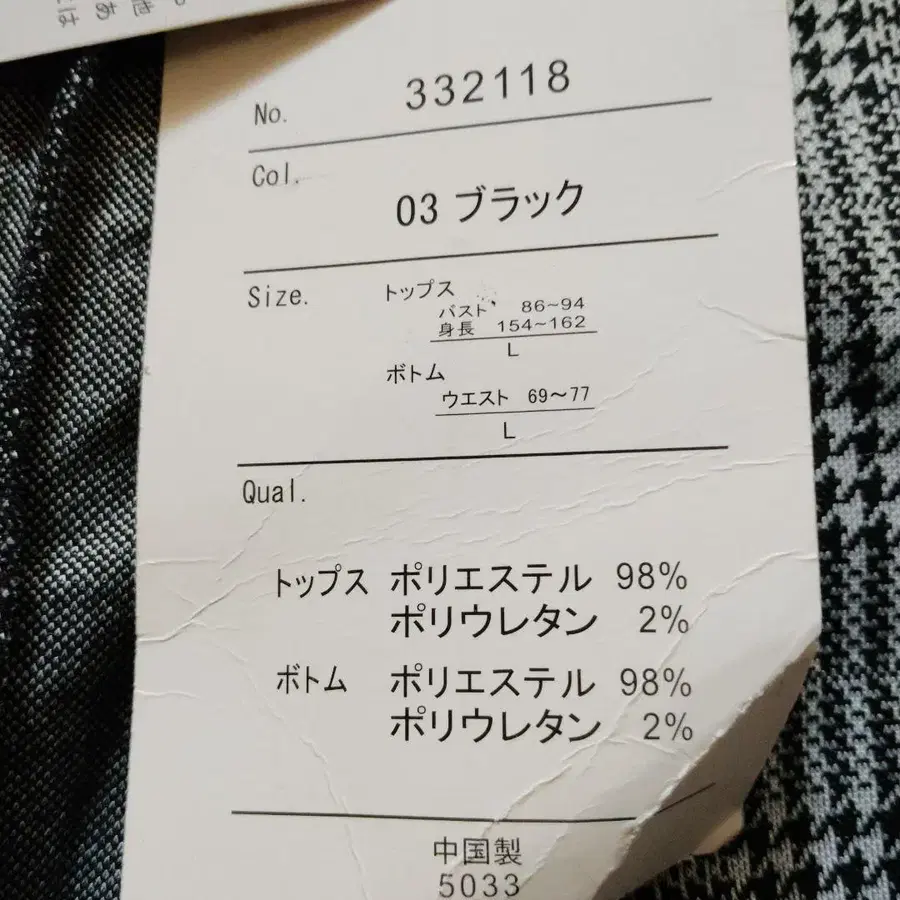 No. 332118
Col.
03 ブラック
Size. トップス
バスト 86~94
身長 154~162
L
ボトム
ウエスト 69~77
L
Qual.
トップス ポリエステル 98%
ポリウレタン 2%
ボトム ポリエステル 98%
ポリウレタン 2%
中国製
5033